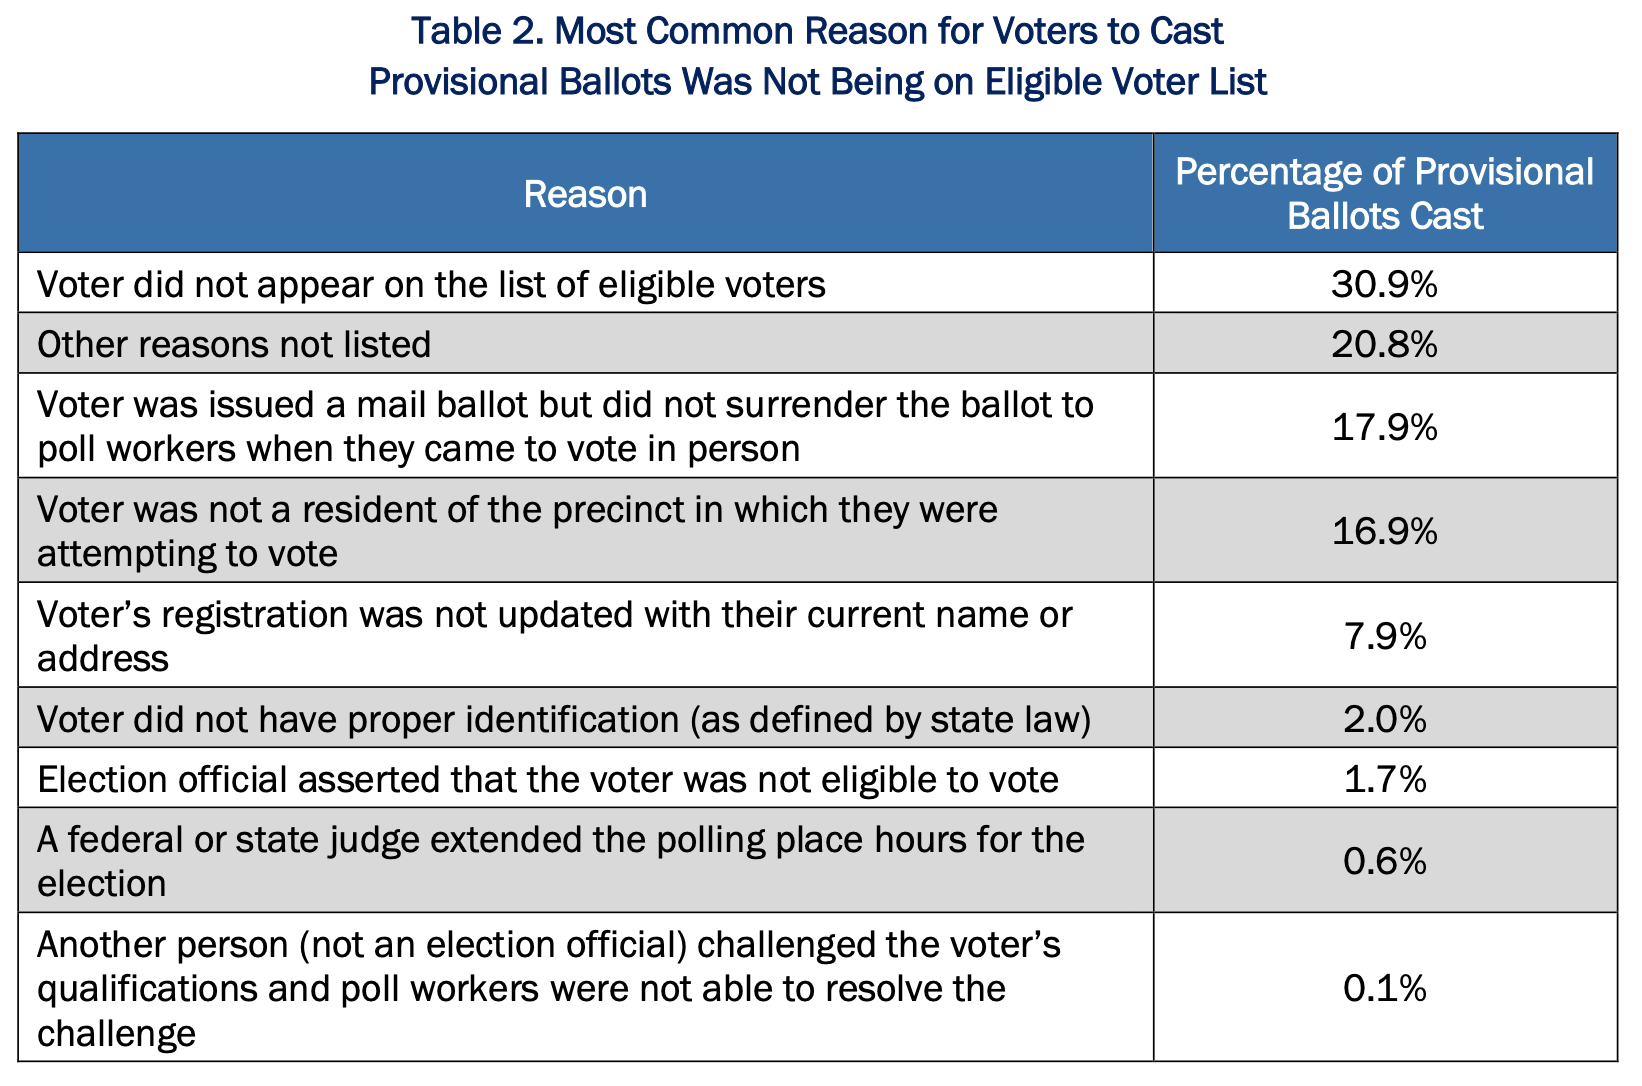 Table 2. Most Common Reason for Voters to Cast
Provisional Ballots Was Not Being on Eligible Voter List
Reason
Percentage of Provisional
Ballots Cast
Voter did not appear on the list of eligible voters
30.9%
Other reasons not listed
20.8%
Voter was issued a mail ballot but did not surrender the ballot to
poll workers when they came to vote in person
17.9%
Voter was not a resident of the precinct in which they were
attempting to vote
16.9%
Voter’s registration was not updated with their current name or
address
7.9%
Voter did not have proper identification (as defined by state law)
2.0%
Election official asserted that the voter was not eligible to vote
1.7%
A federal or state judge extended the polling place hours for the
election
0.6%
Another person (not an election official) challenged the voter’s
qualifications and poll workers were not able to resolve the
challenge
0.1%